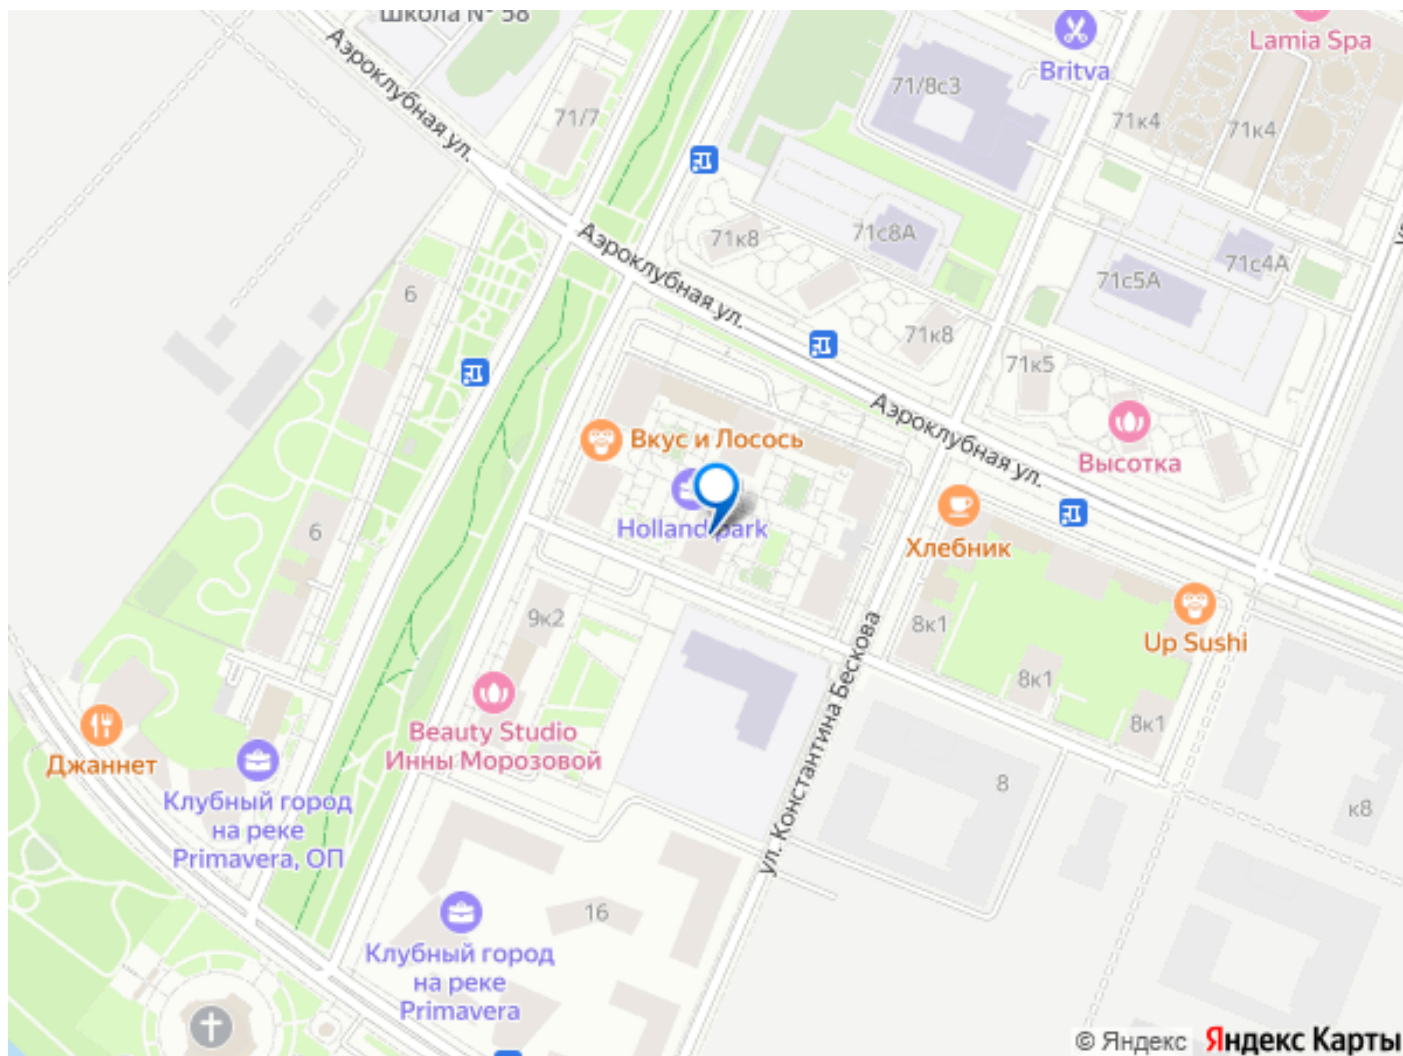 Школа № 58
Аэроклубная ул.
Lamia Spa
Britva
71/8с3
71/7
71к4
71к4
71к8
71с8А
Аэроклубная ул.
71с5А
71с4А
6
71к8
71к5
Аэроклубная ул.
Вкус и Лосось
Высотка
Holland park
Хлебник
6
9к2
8к1
Up Sushi
ул. Константина Бескова
8к1
8к1
Beauty Studio
Инны Морозовой
Джаннет
Клубный город
на реке
Primavera, ОП
8
к8
16
Клубный город
на реке
Primavera
© Яндекс Яндекс Карты